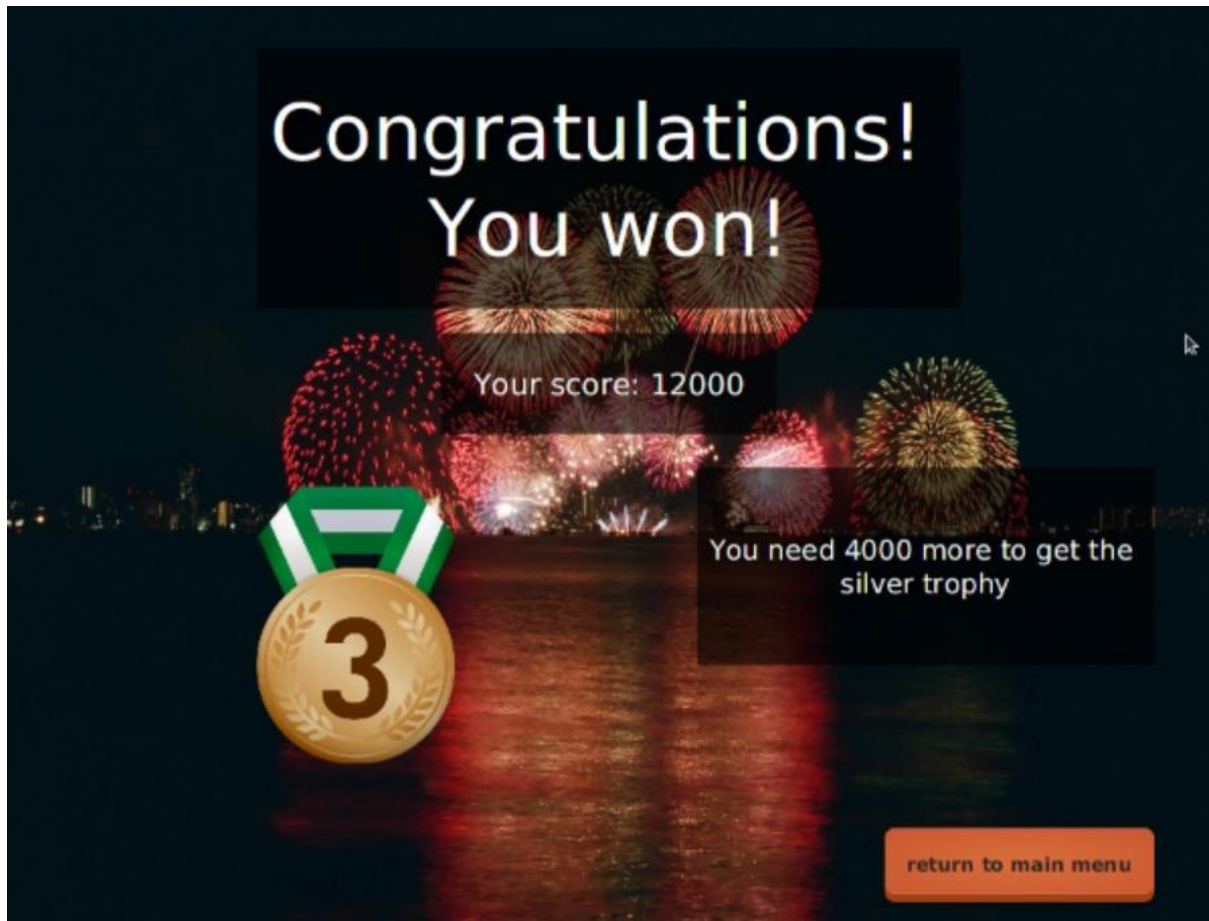 Congratulations!
You won!
Your score: 12000
You need 4000 more to get the
silver trophy
3
return to main menu